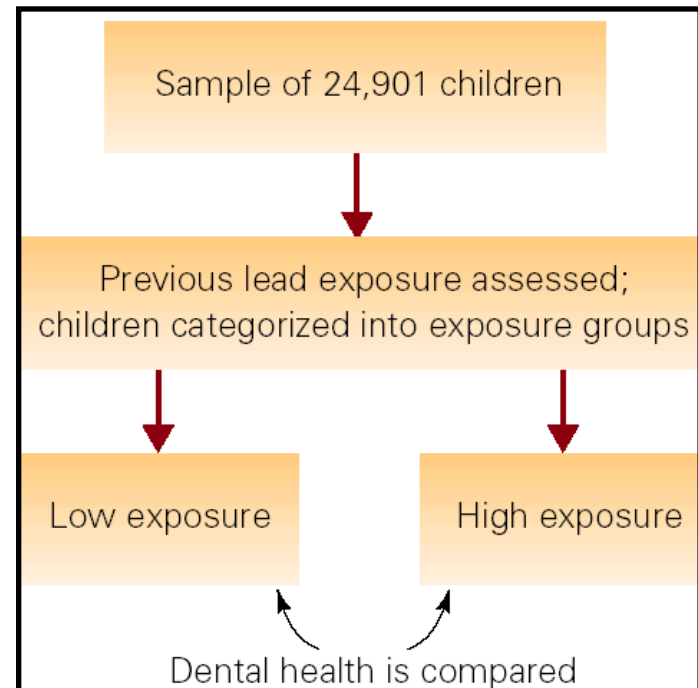 Sample of 24,901 children
Previous lead exposure assessed;
children categorized into exposure groups
Low exposure
High exposure
Dental health is compared